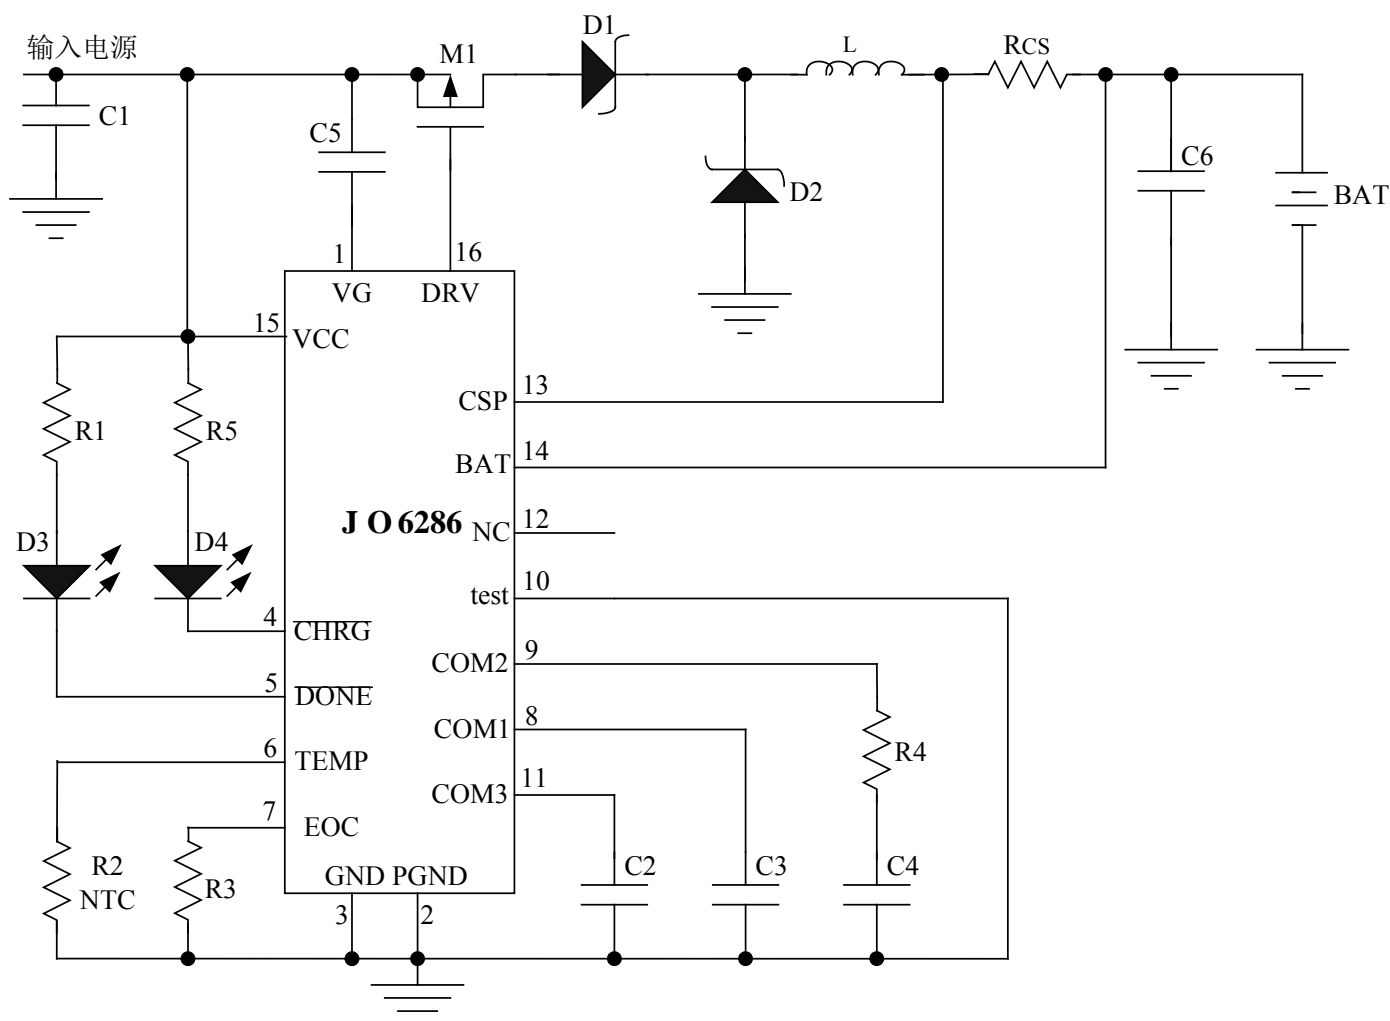 输入电源
C1
C5
M1
D1
L
RCS
D2
C6
BAT
1
16
VG
DRV
15
VCC
R1
R5
CSP
13
BAT
14
J O 6286
NC
12
D3
D4
test
10
4
CHRG
COM2
9
5
DONE
COM1
8
R4
6
TEMP
COM3
11
7
EOC
R2
NTC
R3
GND
PGND
C2
C3
C4
3
2